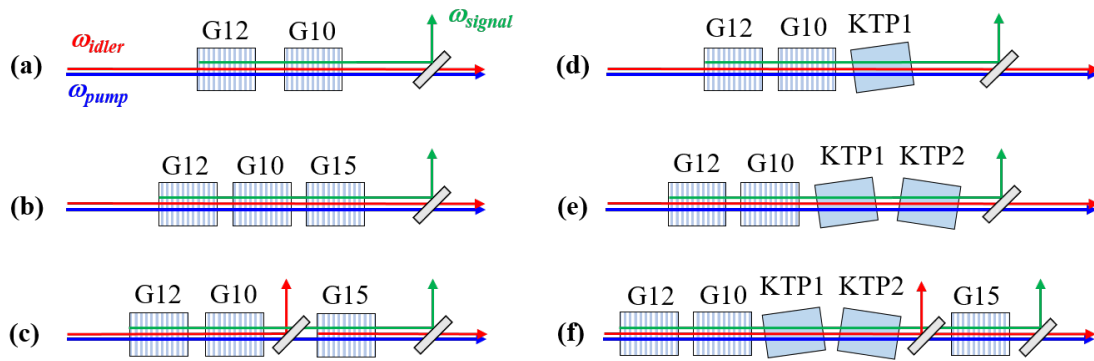 G12 G10
ω_idler
ω_signal
(a)
ω_pump
G12 G10 G15
(b)
G12 G10 G15
(c)
G12 G10 KTP1
(d)
G12 G10 KTP1 KTP2
(e)
G12 G10 KTP1 KTP2 G15
(f)